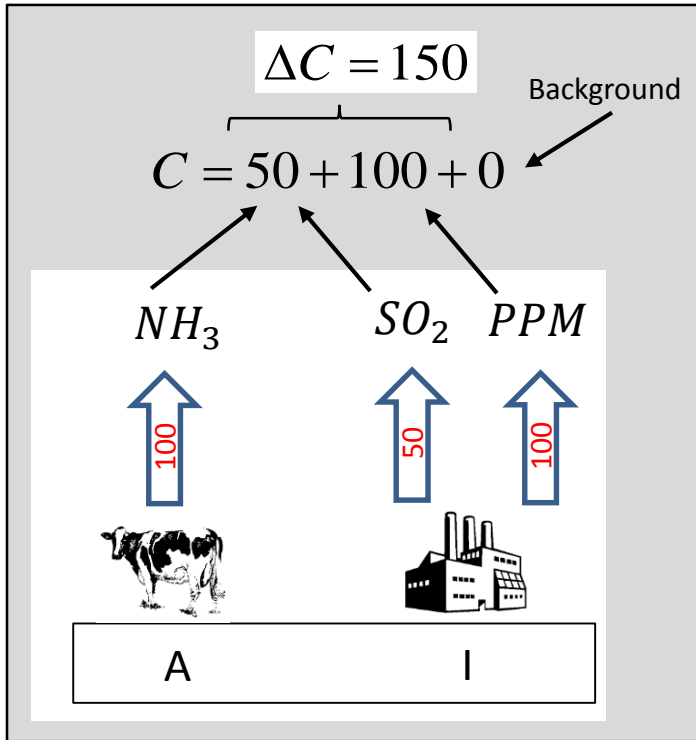 ΔC = 150
Background
C = 50 + 100 + 0
NH₃ SO₂ PPM
100 50 100
A I